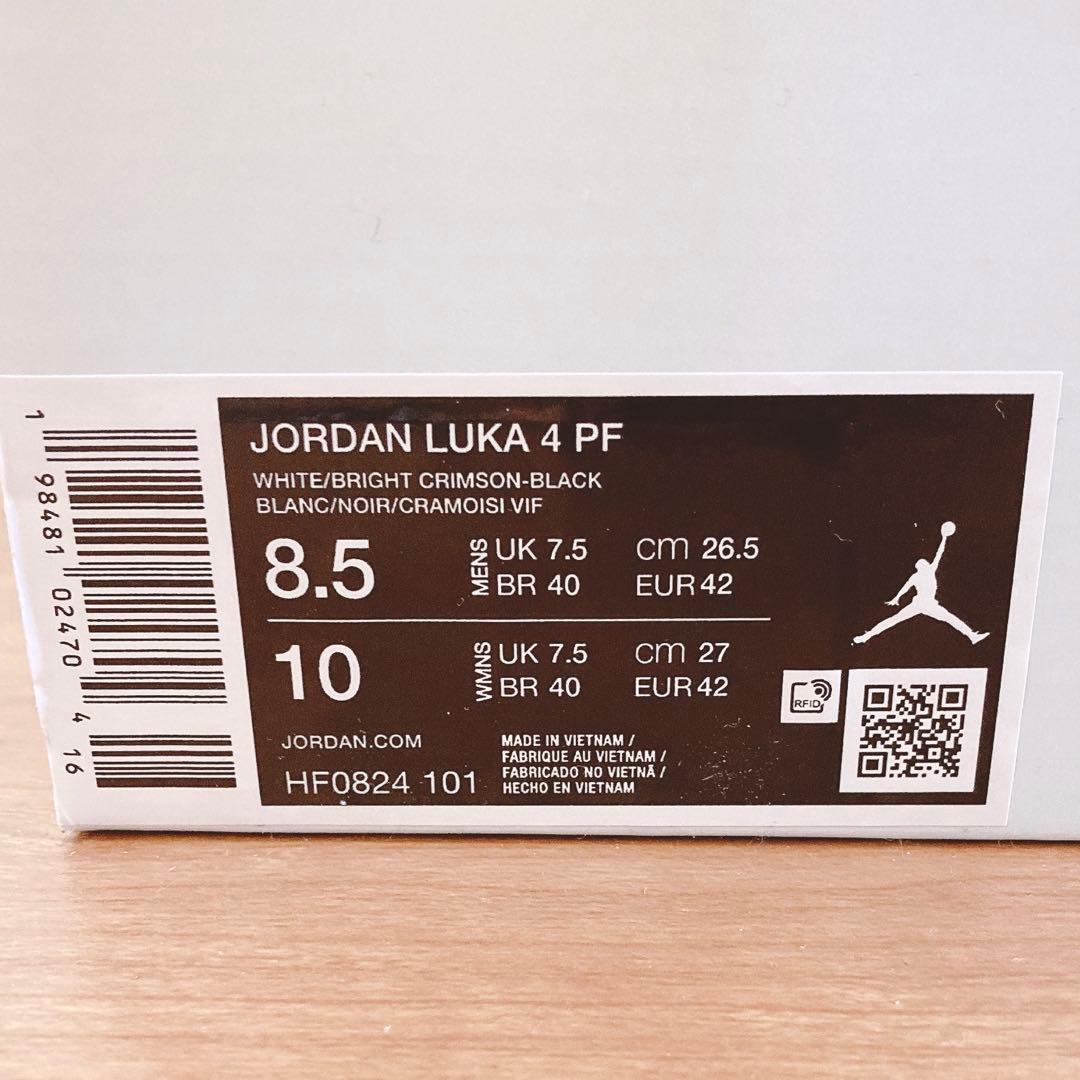 JORDAN LUKA 4 PF
WHITE/BRIGHT CRIMSON-BLACK
BLANC/NOIR/CRAMOISI VIF
8.5 MENS UK 7.5 cm 26.5
BR 40 EUR 42
10 WMNS UK 7.5 cm 27
BR 40 EUR 42
RFID
JORDAN.COM
HF0824 101
MADE IN VIETNAM /
FABRIQUE AU VIETNAM /
FABRICADO NO VIETNÃ /
HECHO EN VIETNAM
1 98481 02470 4 16